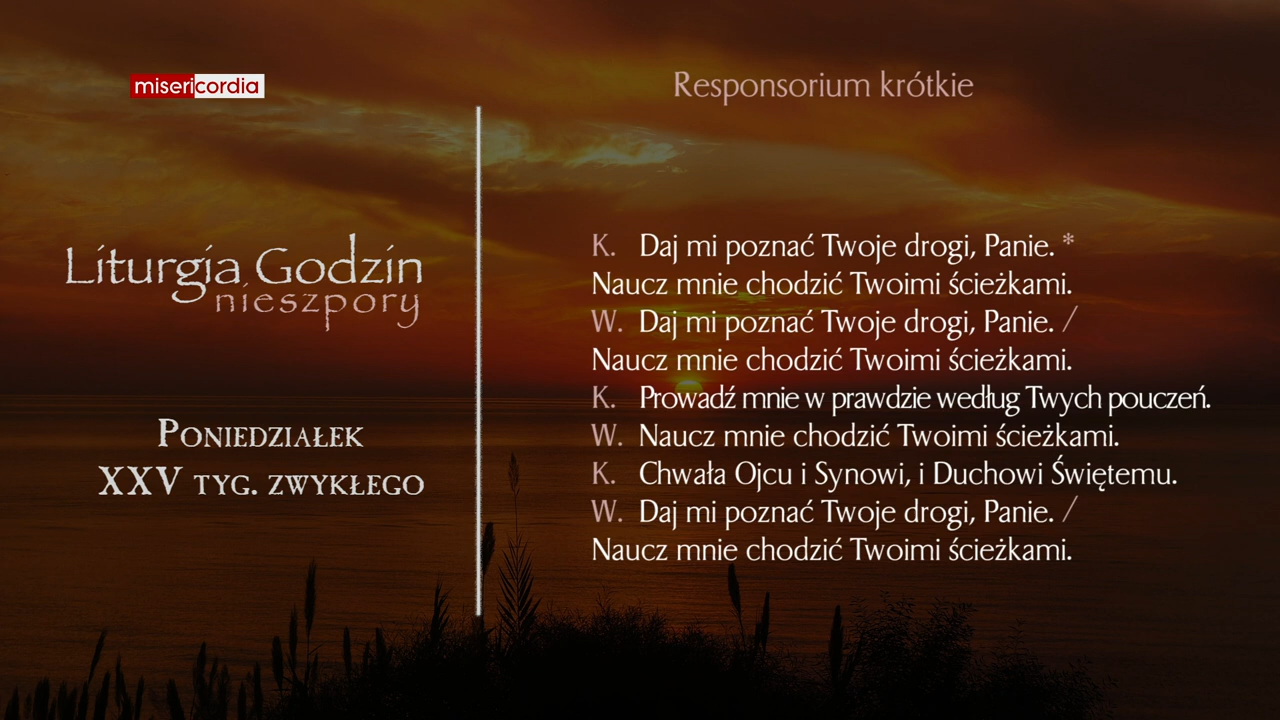 misericordia
Responsorium krótkie
Liturgia Godzin
nieszpory
Poniedziałek
XXV tyg. zwykłego
K. Daj mi poznać Twoje drogi, Panie. *
Naucz mnie chodzić Twoimi ścieżkami.
W. Daj mi poznać Twoje drogi, Panie. /
Naucz mnie chodzić Twoimi ścieżkami.
K. Prowadź mnie w prawdzie według Twych pouczeń.
W. Naucz mnie chodzić Twoimi ścieżkami.
K. Chwała Ojcu i Synowi, i Duchowi Świętemu.
W. Daj mi poznać Twoje drogi, Panie. /
Naucz mnie chodzić Twoimi ścieżkami.